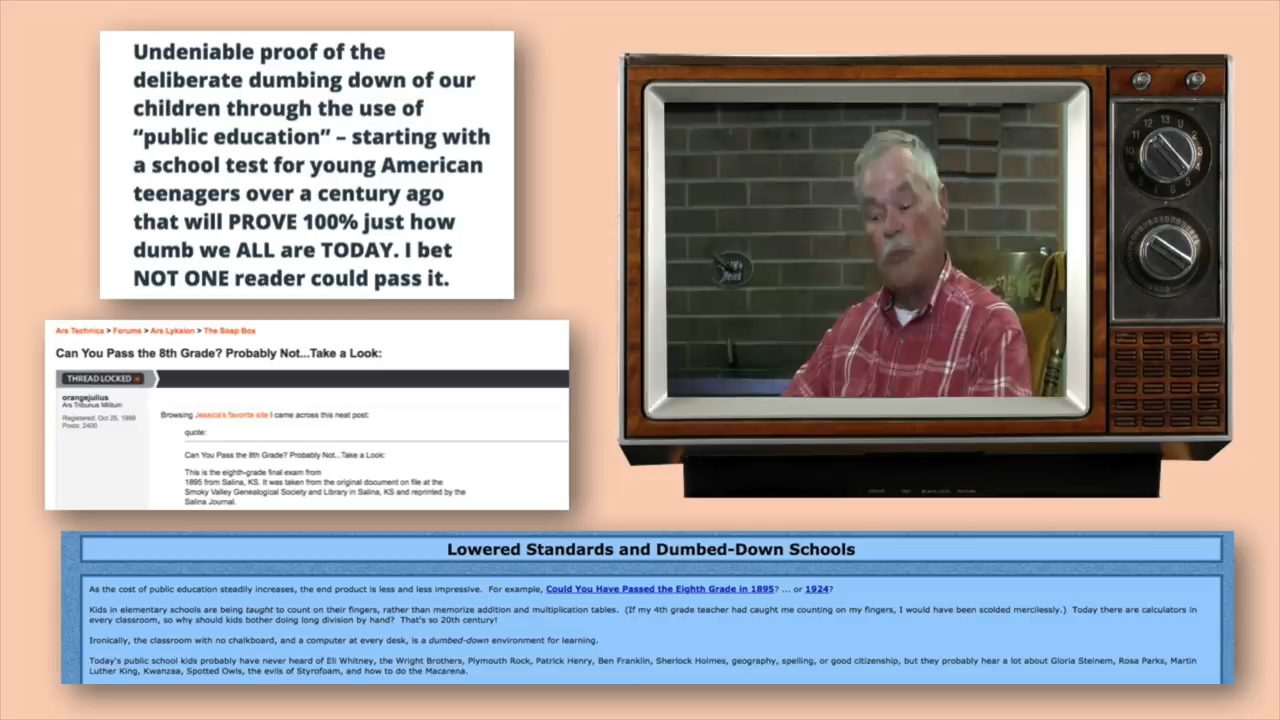 Undeniable proof of the
deliberate dumbing down of our
children through the use of
“public education” – starting with
a school test for young American
teenagers over a century ago
that will PROVE 100% just how
dumb we ALL are TODAY. I bet
NOT ONE reader could pass it.
Ars Technica > Forums > Ars Lykaion > The Soap Box
Can You Pass the 8th Grade? Probably Not...Take a Look:
THREAD LOCKED
orangejulius
Ars Tribunus Militum
Registered: Oct 25, 1999
Posts: 2400
Browsing Jessica's favorite site I came across this neat post:
quote:
Can You Pass the 8th Grade? Probably Not...Take a Look:
This is the eighth-grade final exam from
1895 from Salina, KS. It was taken from the original document on file at the
Smoky Valley Genealogical Society and Library in Salina, KS and reprinted by the
Salina Journal.
Lowered Standards and Dumbed-Down Schools
As the cost of public education steadily increases, the end product is less and less impressive. For example, Could You Have Passed the Eighth Grade in 1895? ... or 1924?
Kids in elementary schools are being taught to count on their fingers, rather than memorize addition and multiplication tables. (If my 4th grade teacher had caught me counting on my fingers, I would have been scolded mercilessly.) Today there are calculators in
every classroom, so why should kids bother doing long division by hand? That's so 20th century!
Ironically, the classroom with no chalkboard, and a computer at every desk, is a dumbed-down environment for learning.
Today's public school kids probably have never heard of Eli Whitney, the Wright Brothers, Plymouth Rock, Patrick Henry, Ben Franklin, Sherlock Holmes, geography, spelling, or good citizenship, but they probably hear a lot about Gloria Steinem, Rosa Parks, Martin
Luther King, Kwanzaa, Spotted Owls, the evils of Styrofoam, and how to do the Macarena.